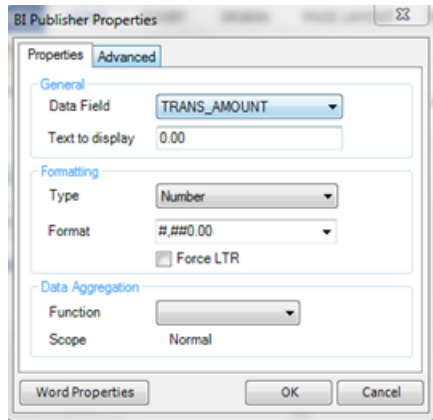 BI Publisher Properties
Properties Advanced
General
Data Field TRANS_AMOUNT
Text to display 0.00
Formatting
Type Number
Format #,##0.00
Force LTR
Data Aggregation
Function
Scope Normal
Word Properties OK Cancel